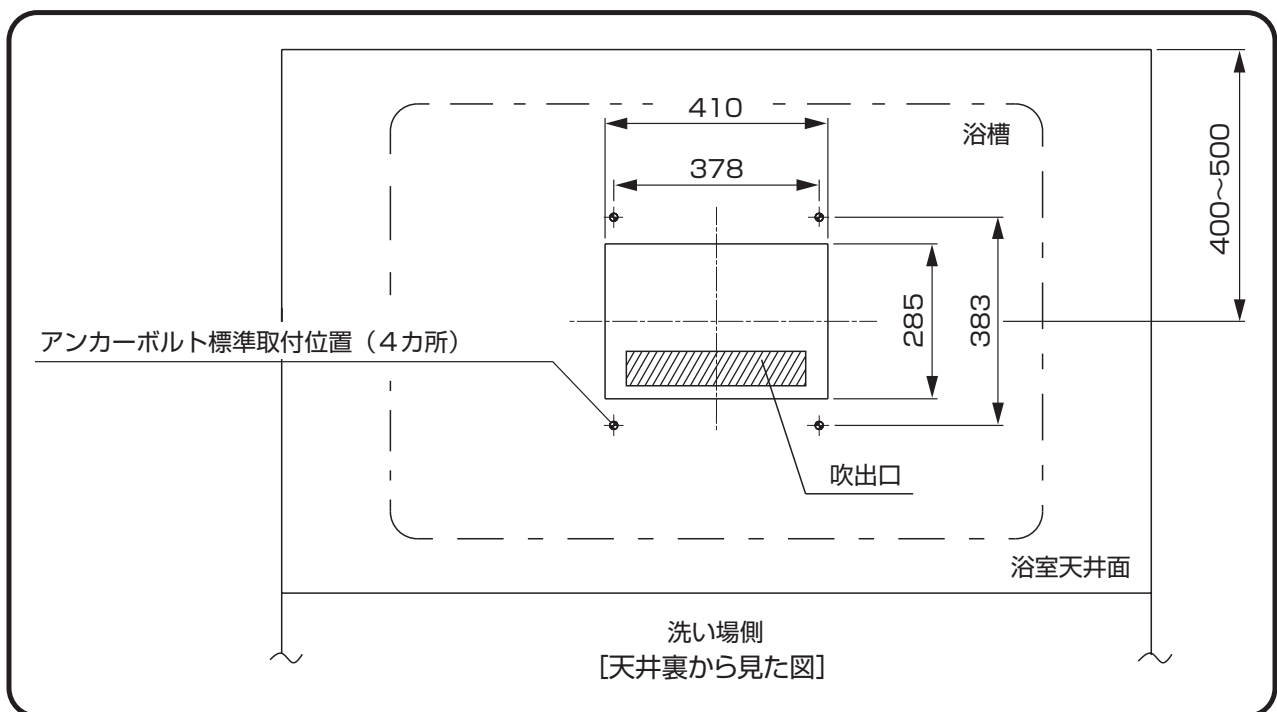 410
浴槽
378
400〜500
285
383
アンカーボルト標準取付位置（4カ所）
吹出口
浴室天井面
洗い場側
[天井裏から見た図]